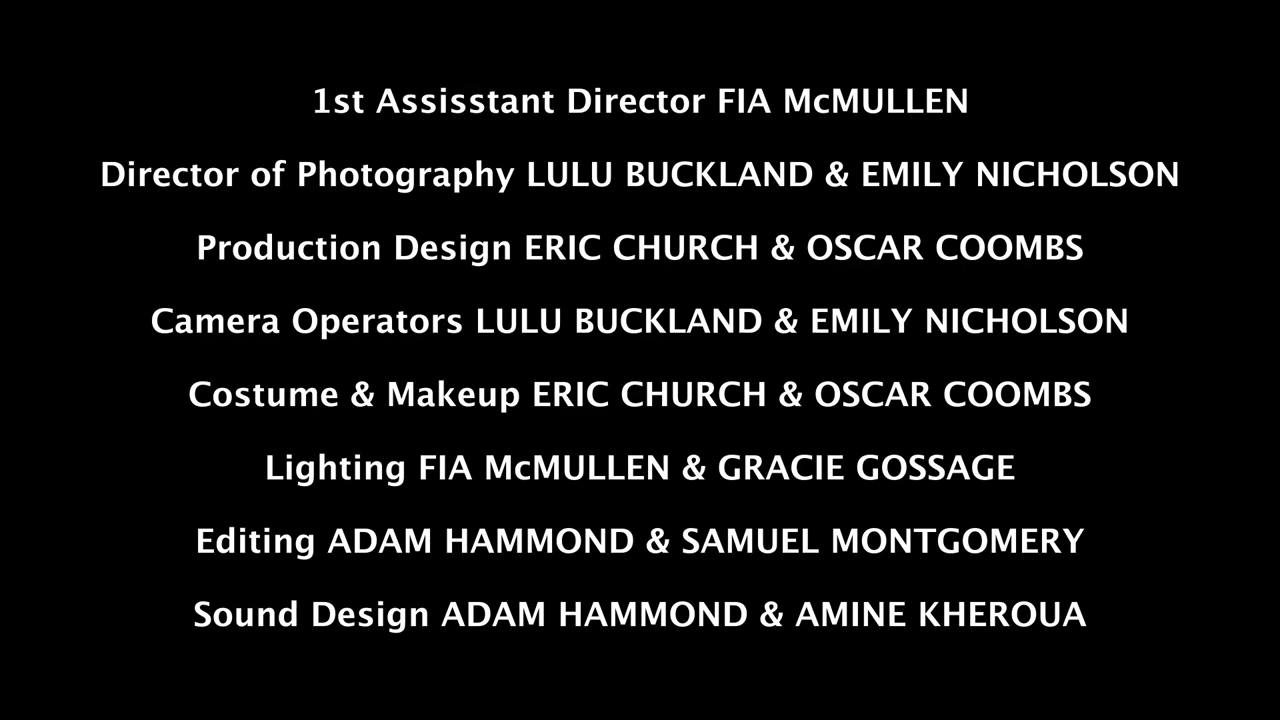 1st Assisstant Director FIA McMULLEN
Director of Photography LULU BUCKLAND & EMILY NICHOLSON
Production Design ERIC CHURCH & OSCAR COOMBS
Camera Operators LULU BUCKLAND & EMILY NICHOLSON
Costume & Makeup ERIC CHURCH & OSCAR COOMBS
Lighting FIA McMULLEN & GRACIE GOSSAGE
Editing ADAM HAMMOND & SAMUEL MONTGOMERY
Sound Design ADAM HAMMOND & AMINE KHEROUA